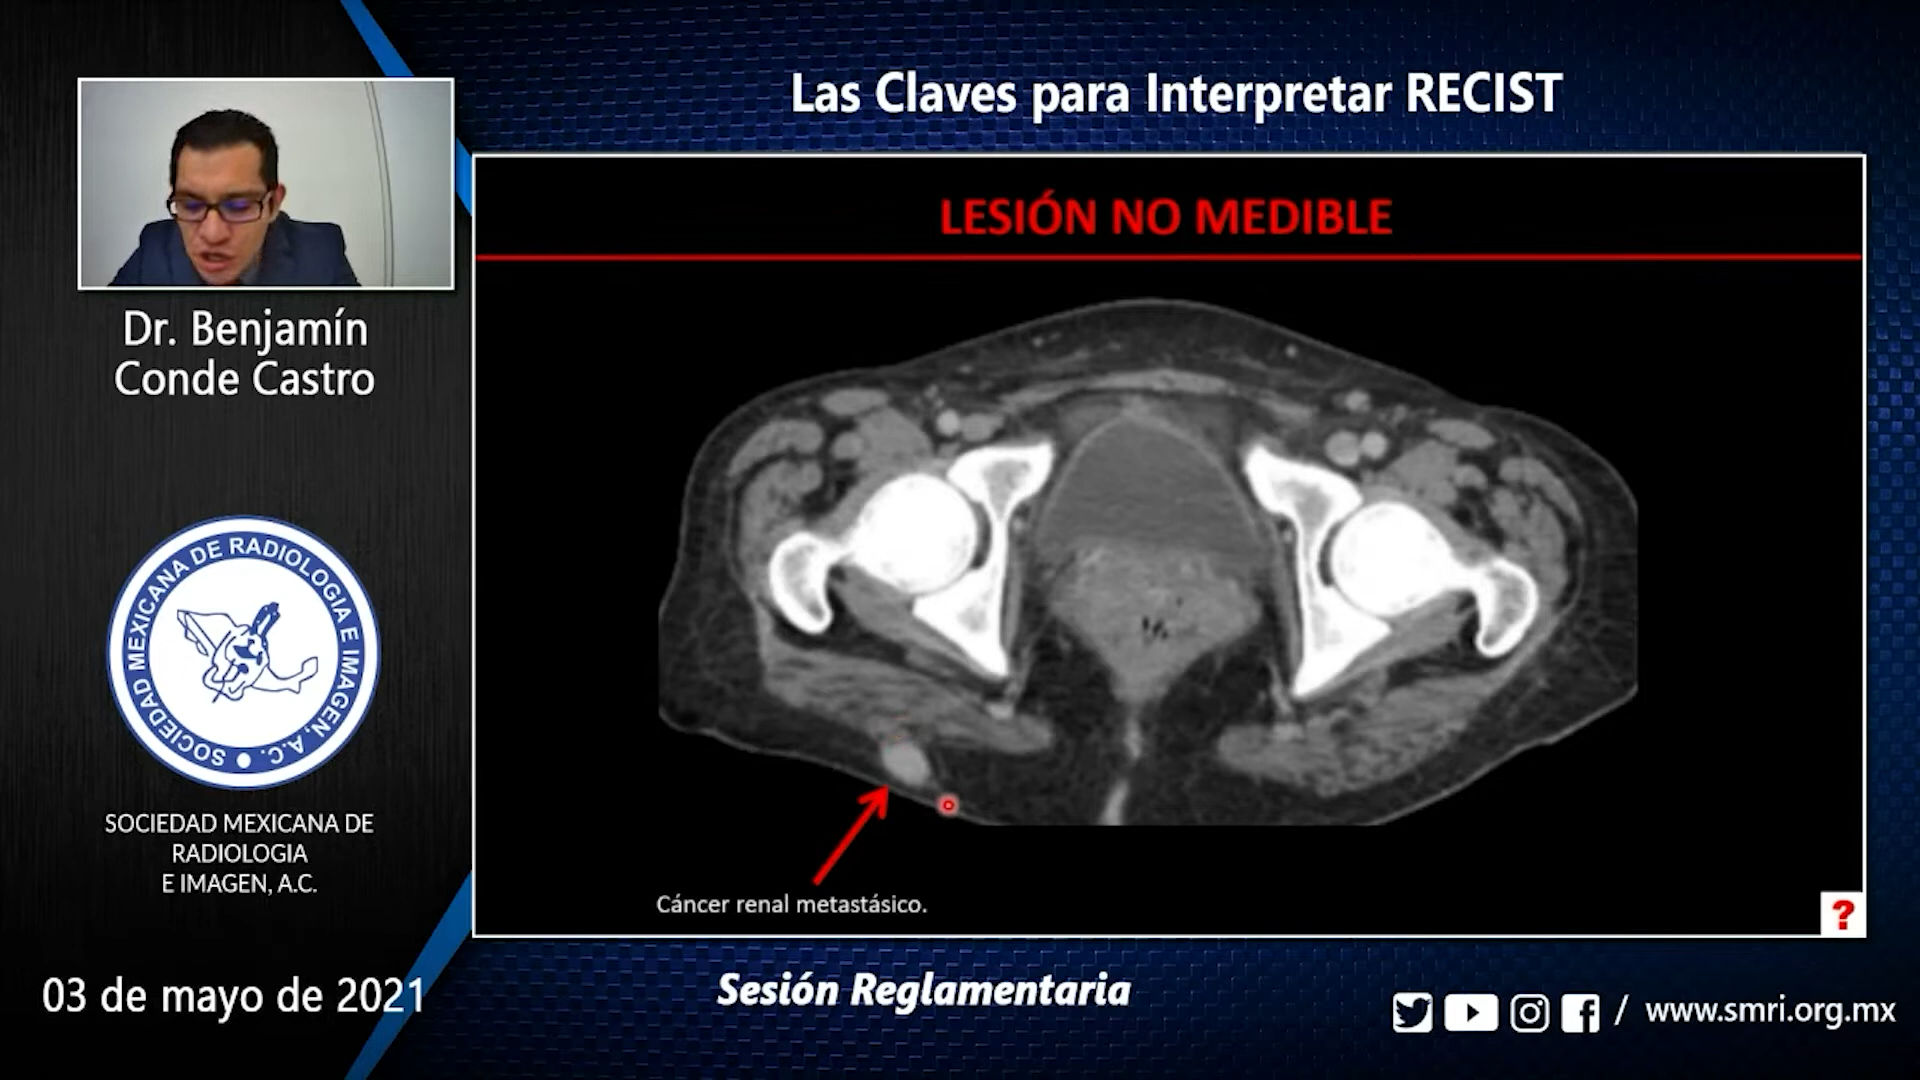 Las Claves para Interpretar RECIST
LESIÓN NO MEDIBLE
Dr. Benjamín
Conde Castro
SOCIEDAD MEXICANA DE RADIOLOGIA E IMAGEN, A.C.
SOCIEDAD MEXICANA DE
RADIOLOGIA
E IMAGEN, A.C.
Cáncer renal metastásico.
?
03 de mayo de 2021
Sesión Reglamentaria
/ www.smri.org.mx